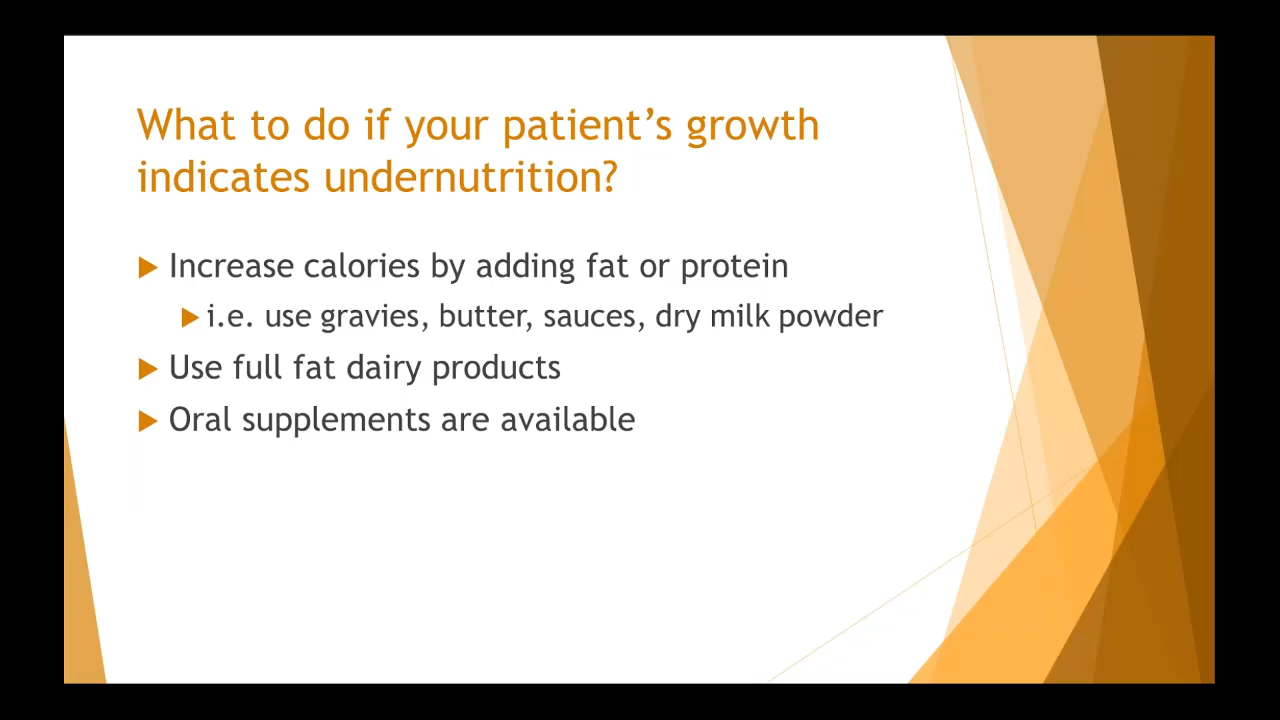 What to do if your patient’s growth
indicates undernutrition?
Increase calories by adding fat or protein
i.e. use gravies, butter, sauces, dry milk powder
Use full fat dairy products
Oral supplements are available